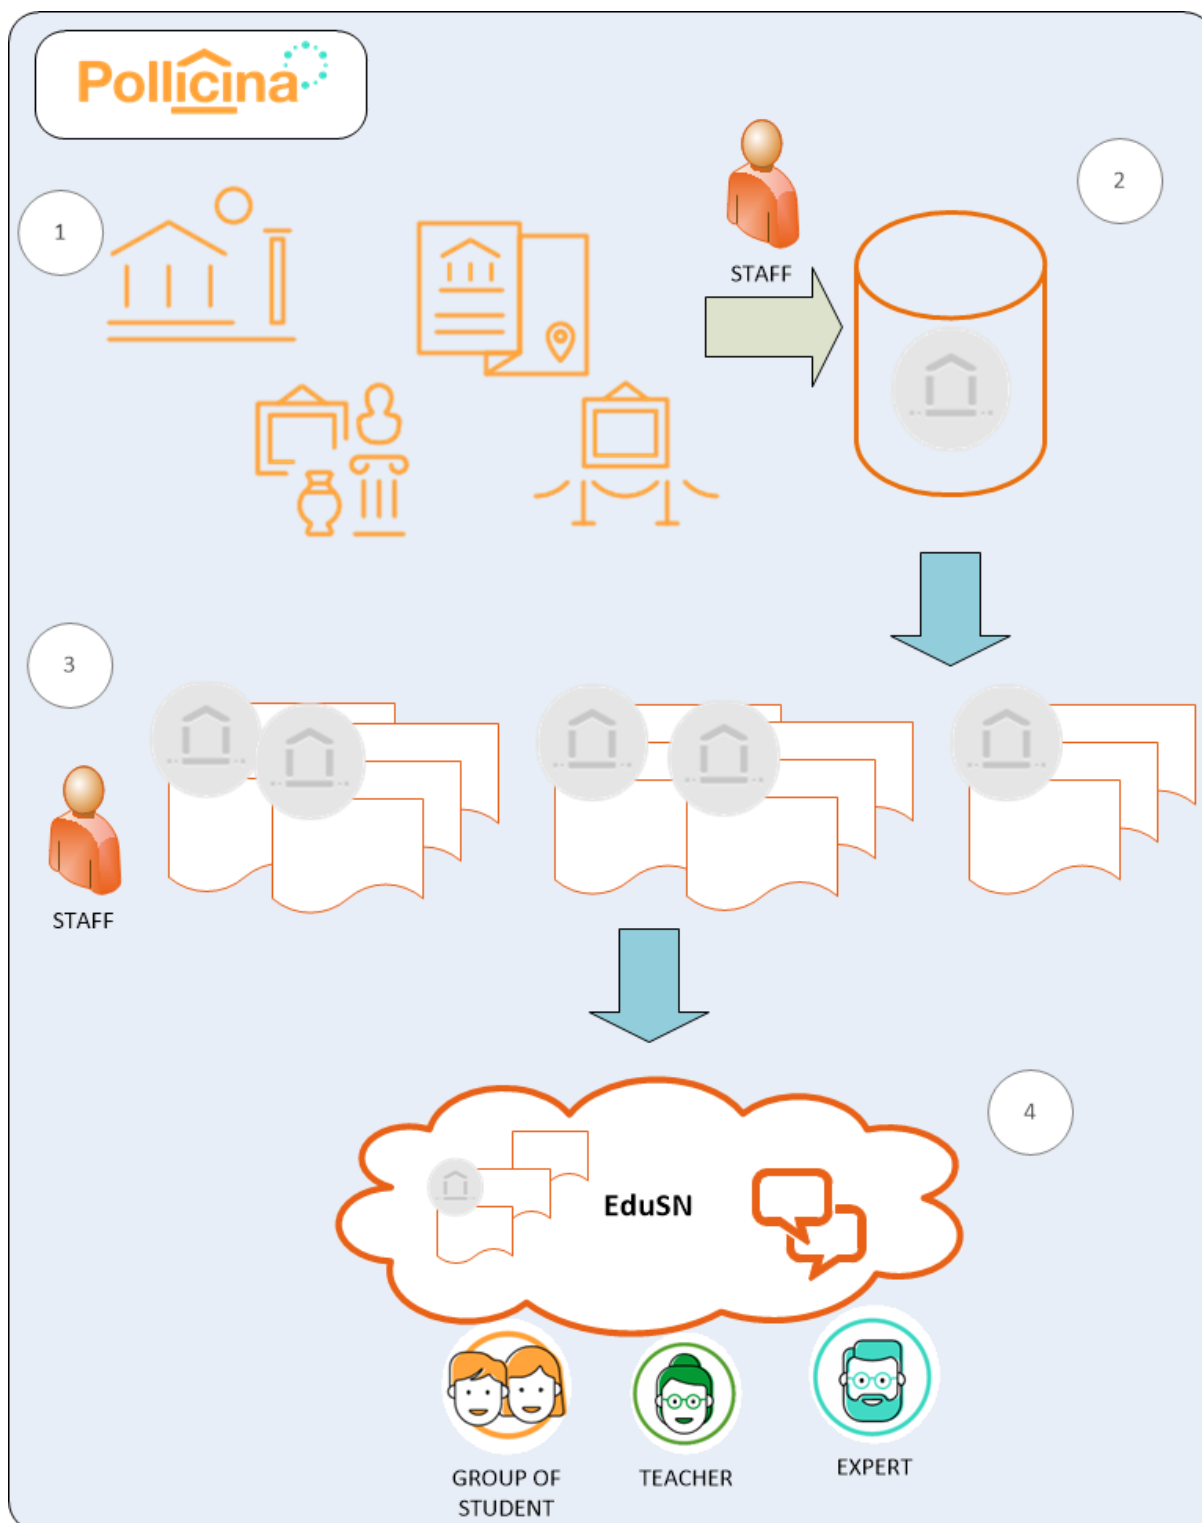 Pollicina
1
2
STAFF
3
STAFF
4
EduSN
GROUP OF
STUDENT
TEACHER
EXPERT